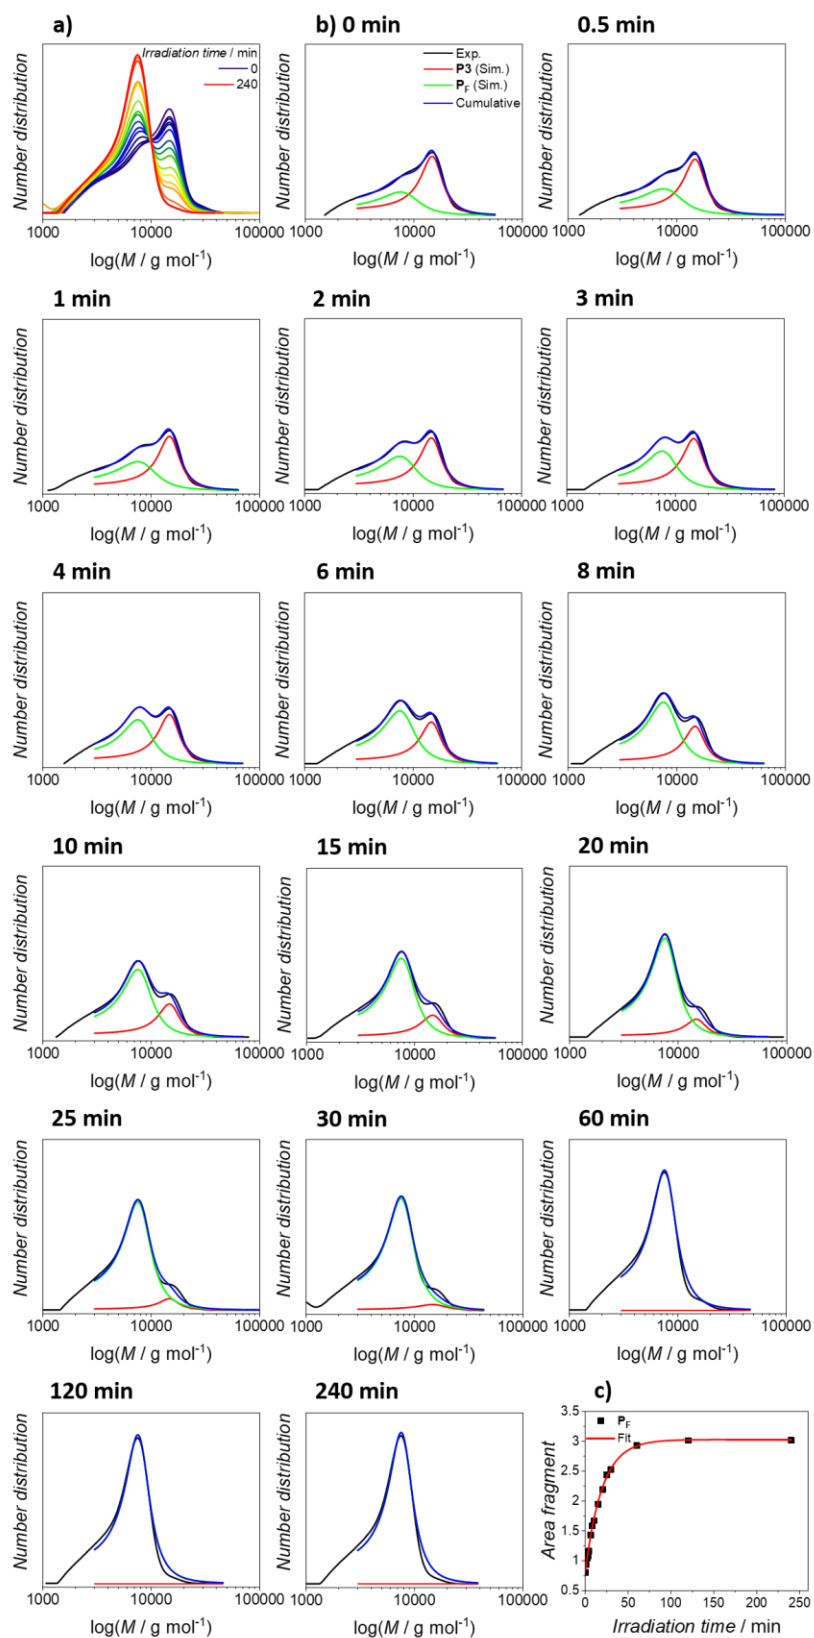 a)
b) 0 min
0.5 min
Number distribution
Irradiation time / min
0
240
1000
10000
100000
log(M / g mol⁻¹)
Number distribution
Exp.
P3 (Sim.)
P_F (Sim.)
Cumulative
1000
10000
100000
log(M / g mol⁻¹)
Number distribution
1000
10000
100000
log(M / g mol⁻¹)
1 min
2 min
3 min
Number distribution
1000
10000
100000
log(M / g mol⁻¹)
Number distribution
1000
10000
100000
log(M / g mol⁻¹)
Number distribution
1000
10000
100000
log(M / g mol⁻¹)
4 min
6 min
8 min
Number distribution
1000
10000
100000
log(M / g mol⁻¹)
Number distribution
1000
10000
100000
log(M / g mol⁻¹)
Number distribution
1000
10000
100000
log(M / g mol⁻¹)
10 min
15 min
20 min
Number distribution
1000
10000
100000
log(M / g mol⁻¹)
Number distribution
1000
10000
100000
log(M / g mol⁻¹)
Number distribution
1000
10000
100000
log(M / g mol⁻¹)
25 min
30 min
60 min
Number distribution
1000
10000
100000
log(M / g mol⁻¹)
Number distribution
1000
10000
100000
log(M / g mol⁻¹)
Number distribution
1000
10000
100000
log(M / g mol⁻¹)
120 min
240 min
c)
Number distribution
1000
10000
100000
log(M / g mol⁻¹)
Number distribution
1000
10000
100000
log(M / g mol⁻¹)
Area fragment
3.5
3
2.5
2
1.5
1
0.5
P_F
Fit
0
50
100
150
200
250
Irradiation time / min